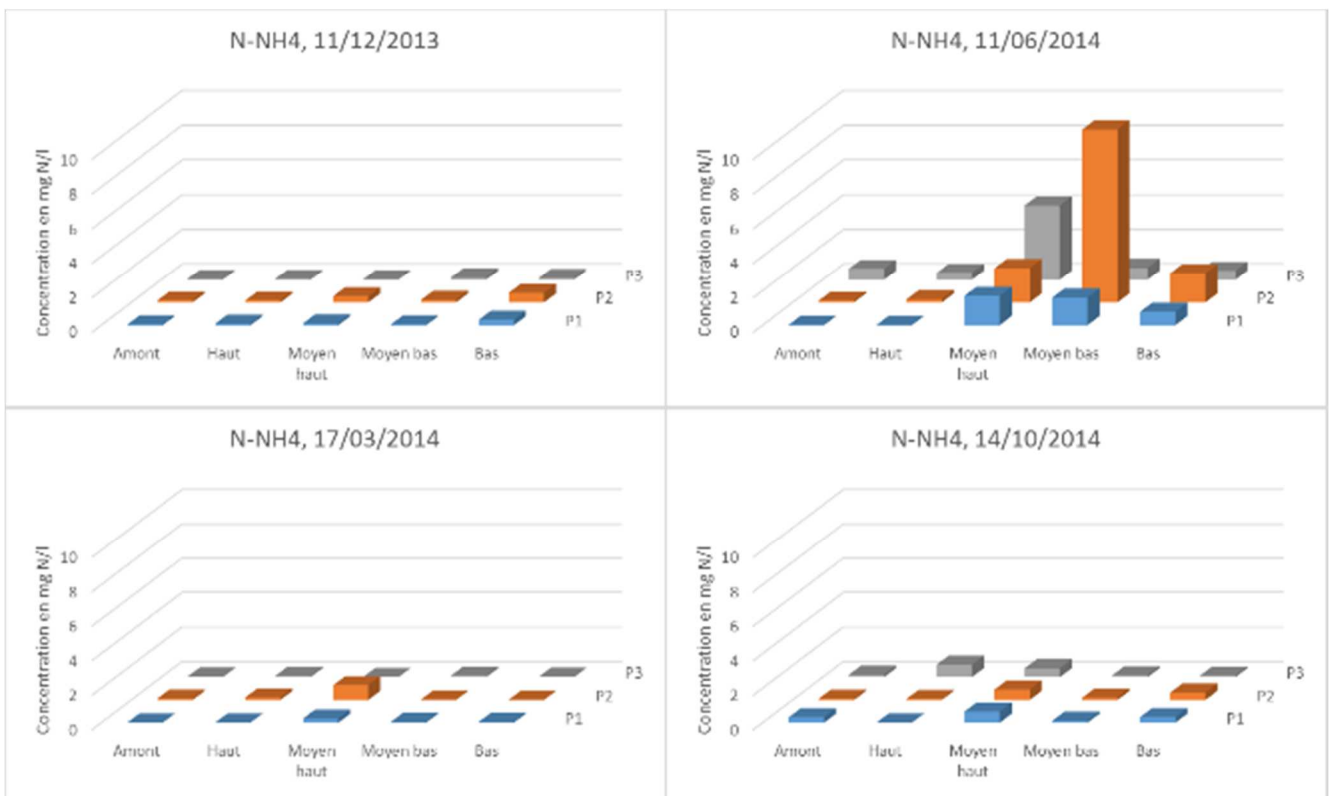 N-NH4, 11/12/2013
Concentration en mg N/l
10
8
6
4
2
0
P3
P2
P1
Amont Haut Moyen haut Moyen bas Bas
N-NH4, 11/06/2014
Concentration en mg N/l
10
8
6
4
2
0
P3
P2
P1
Amont Haut Moyen haut Moyen bas Bas
N-NH4, 17/03/2014
Concentration en mg N/l
10
8
6
4
2
0
P3
P2
P1
Amont Haut Moyen haut Moyen bas Bas
N-NH4, 14/10/2014
Concentration en mg N/l
10
8
6
4
2
0
P3
P2
P1
Amont Haut Moyen haut Moyen bas Bas